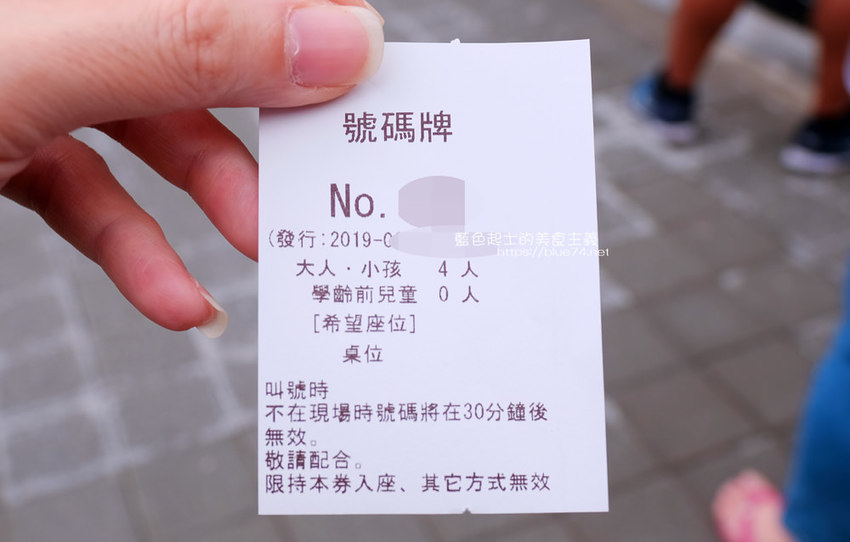 號碼牌
No.
(發行:2019-0
大人・小孩 4 人
學齡前兒童 0 人
[希望座位]
桌位
叫號時
不在現場時號碼將在30分鐘後
無效。
敬請配合。
限持本券入座、其它方式無效
藍色起士的美食主義
https://blue74.net